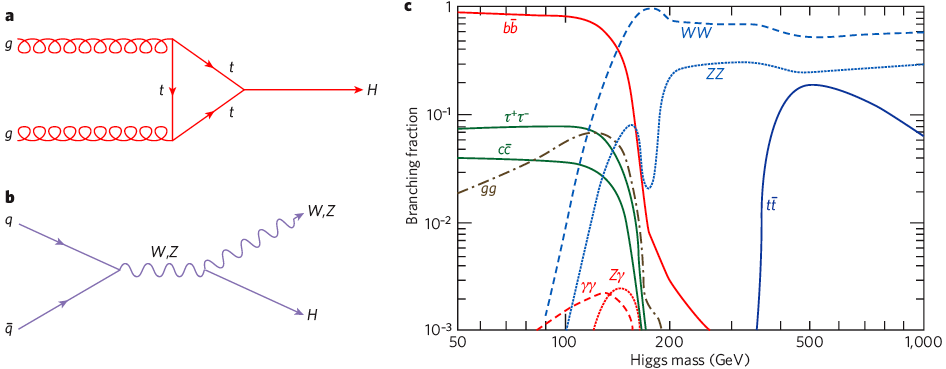 a
g
t
t
H
g
t
b
q
W,Z
W,Z
q̄
H
c
Branching fraction
1
10⁻¹
10⁻²
10⁻³
bb̄
WW
ZZ
τ⁺τ⁻
cc̄
gg
tt̄
Zγ
γγ
50 100 200 500 1,000
Higgs mass (GeV)